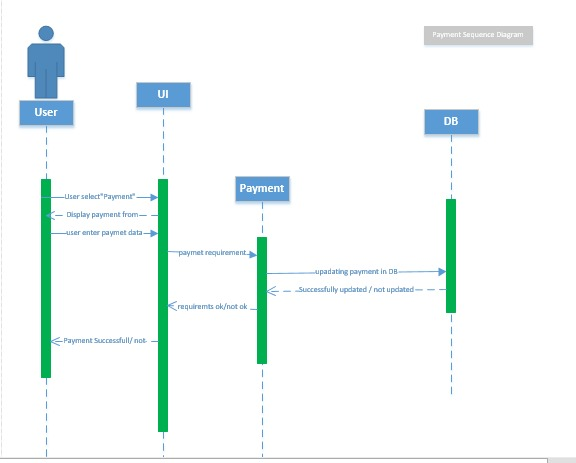 Payment Sequence Diagram
UI
User
DB
Payment
User select"Payment"
Display payment from
user enter paymet data
paymet requirement
upadating payment in DB
Successfully updated / not updated
requiremts ok/not ok
Payment Successfull/ not